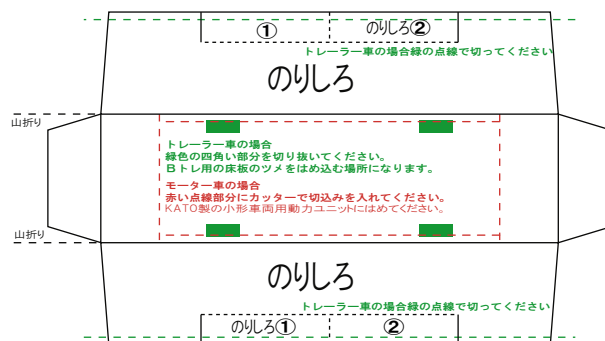 ① のりしろ②
トレーラー車の場合緑の点線で切ってください
のりしろ
山折り
トレーラー車の場合
緑色の四角い部分を切り抜いてください。
Bトレ用の床板のツメをはめ込む場所になります。
モーター車の場合
赤い点線部分にカッターで切込みを入れてください。
KATO製の小形車両用動力ユニットにはめてください。
山折り
のりしろ
トレーラー車の場合緑の点線で切ってください
のりしろ① ②